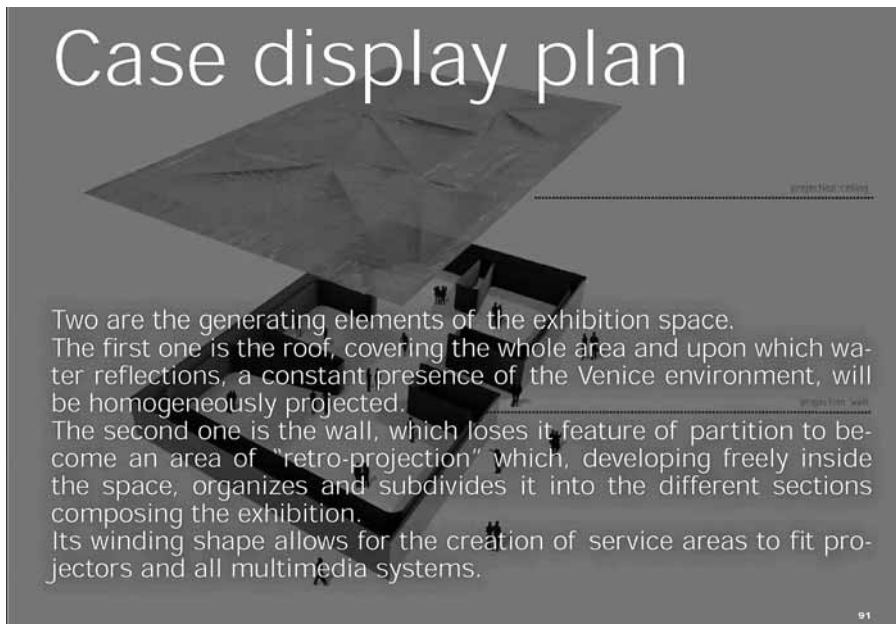 Case display plan
projection ceiling
Two are the generating elements of the exhibition space.
The first one is the roof, covering the whole area and upon which wa-
ter reflections, a constant presence of the Venice environment, will
be homogeneously projected.
projection wall
The second one is the wall, which loses it feature of partition to be-
come an area of “retro-projection” which, developing freely inside
the space, organizes and subdivides it into the different sections
composing the exhibition.
Its winding shape allows for the creation of service areas to fit pro-
jectors and all multimedia systems.
91